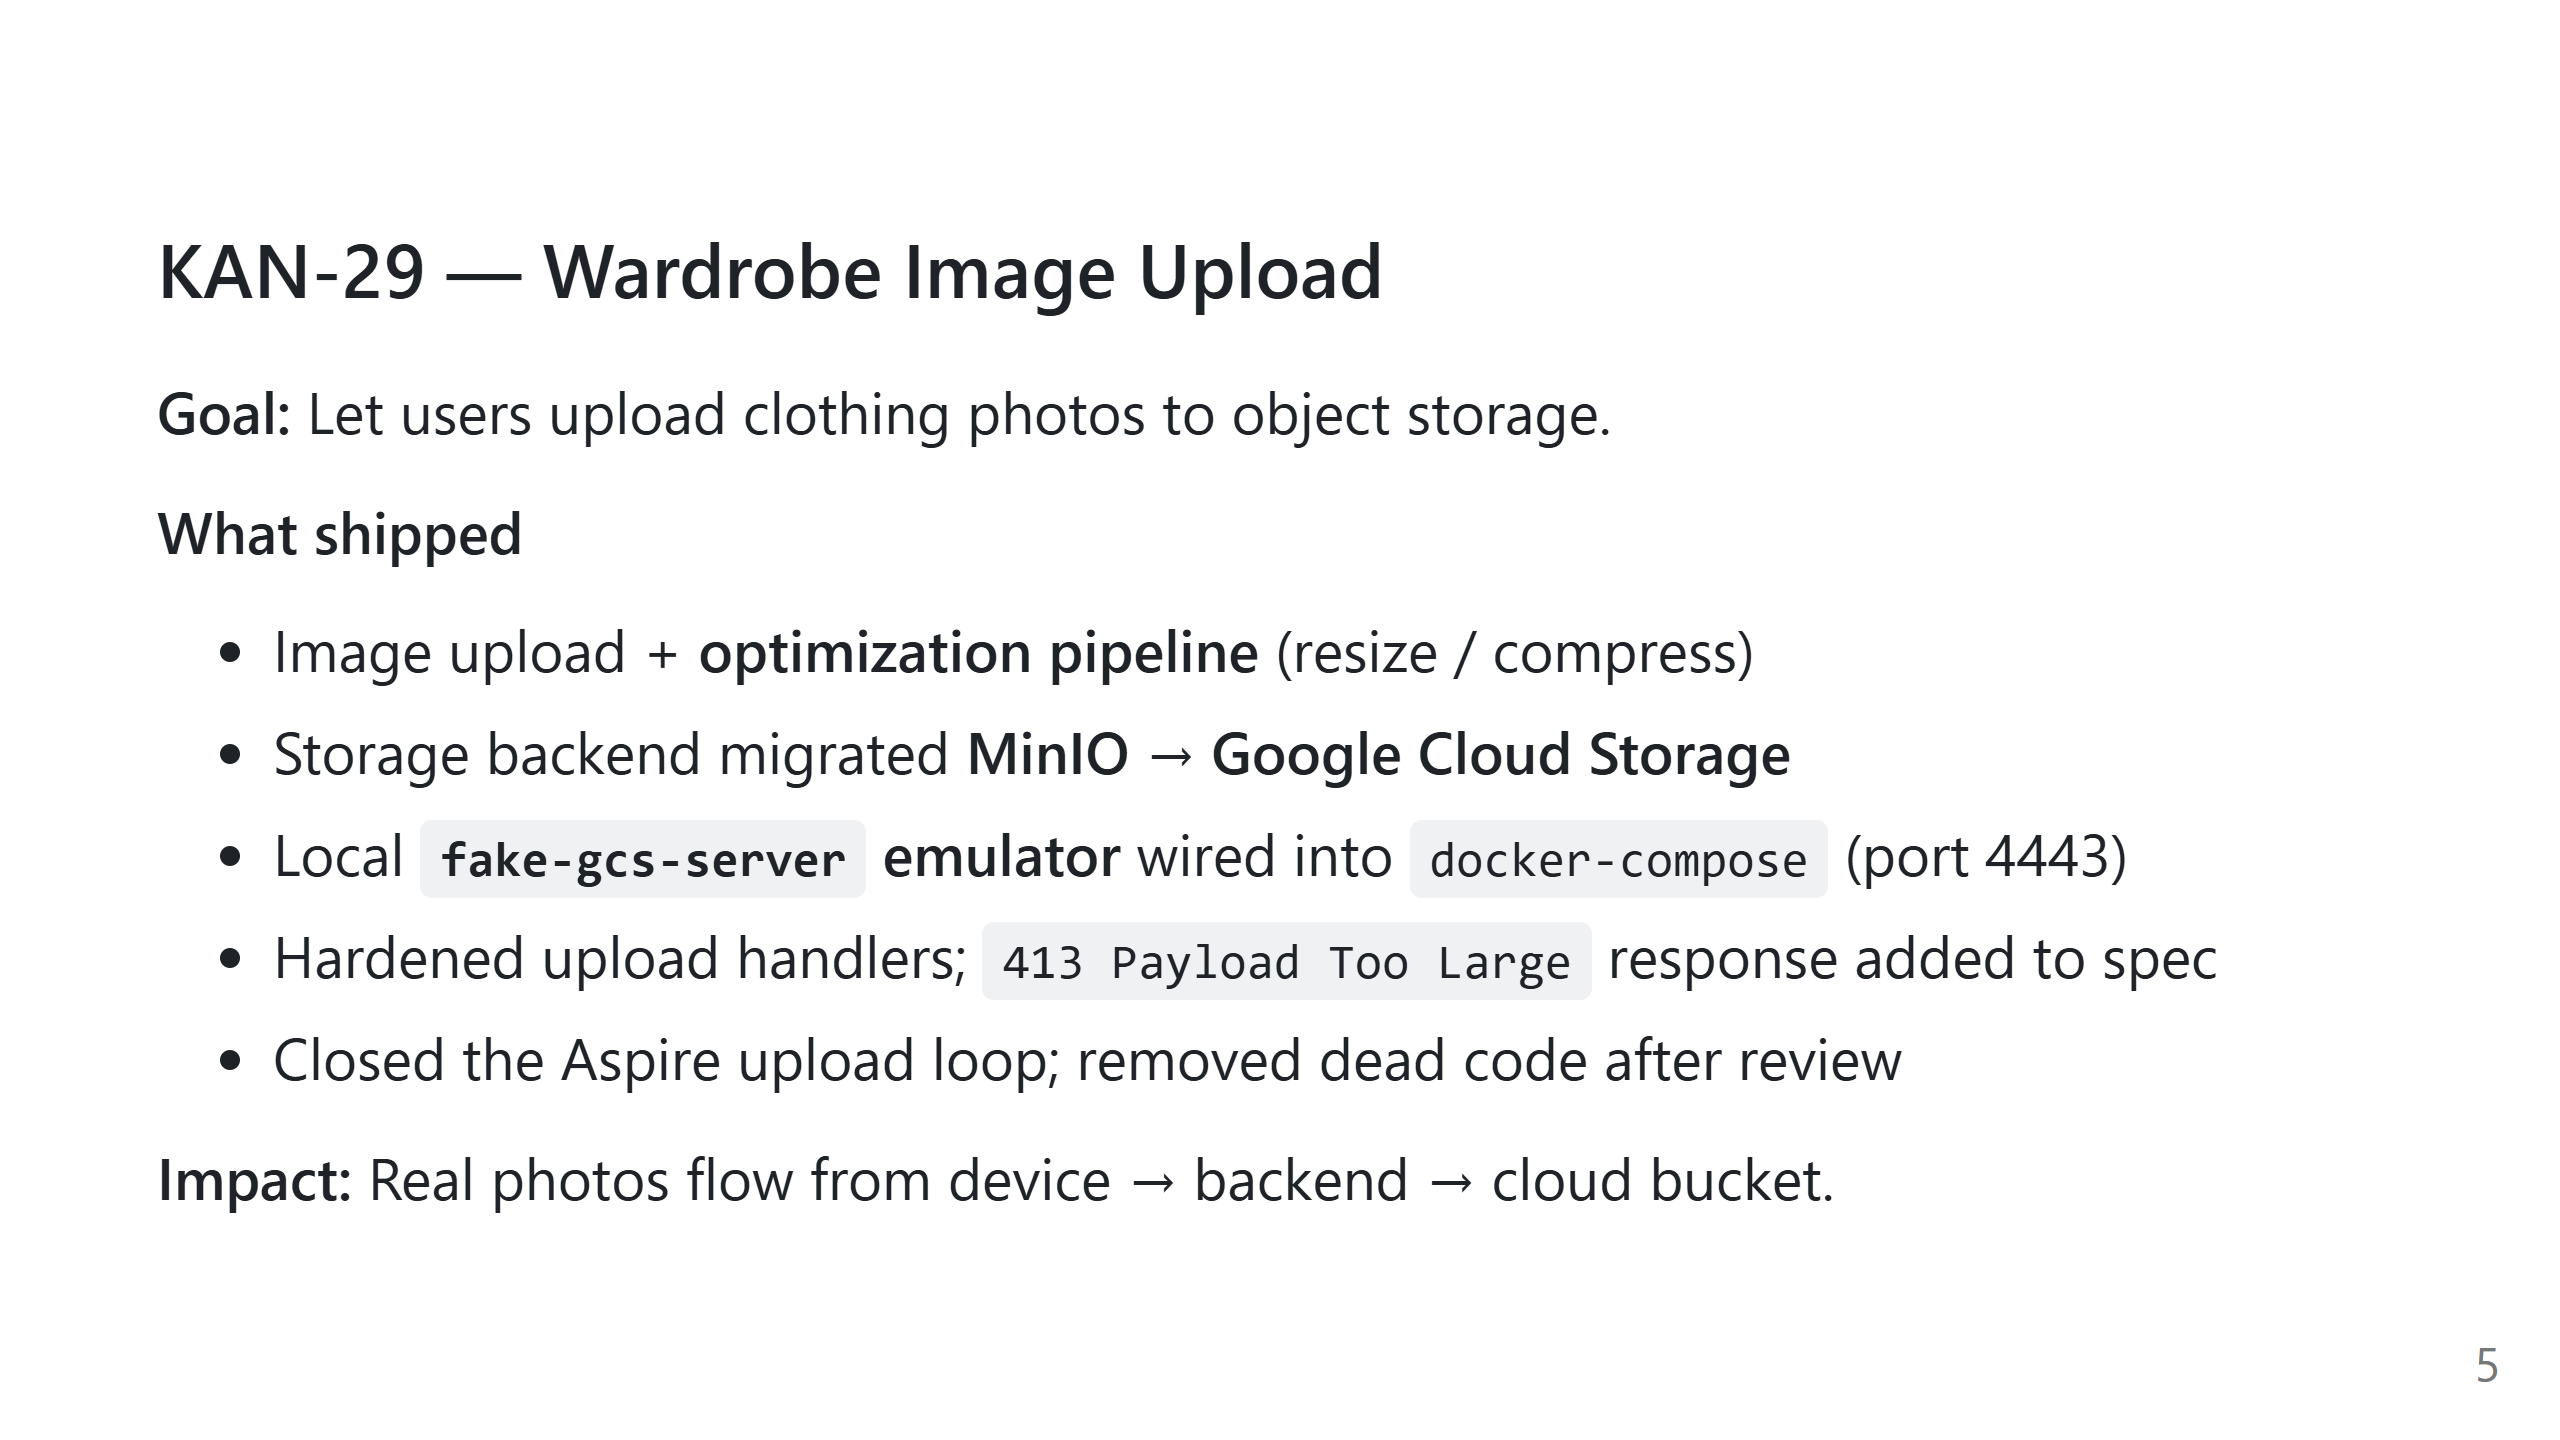 KAN-29 — Wardrobe Image Upload
Goal: Let users upload clothing photos to object storage.
What shipped
• Image upload + optimization pipeline (resize / compress)
• Storage backend migrated MinIO → Google Cloud Storage
• Local fake-gcs-server emulator wired into docker-compose (port 4443)
• Hardened upload handlers; 413 Payload Too Large response added to spec
• Closed the Aspire upload loop; removed dead code after review
Impact: Real photos flow from device → backend → cloud bucket.
5